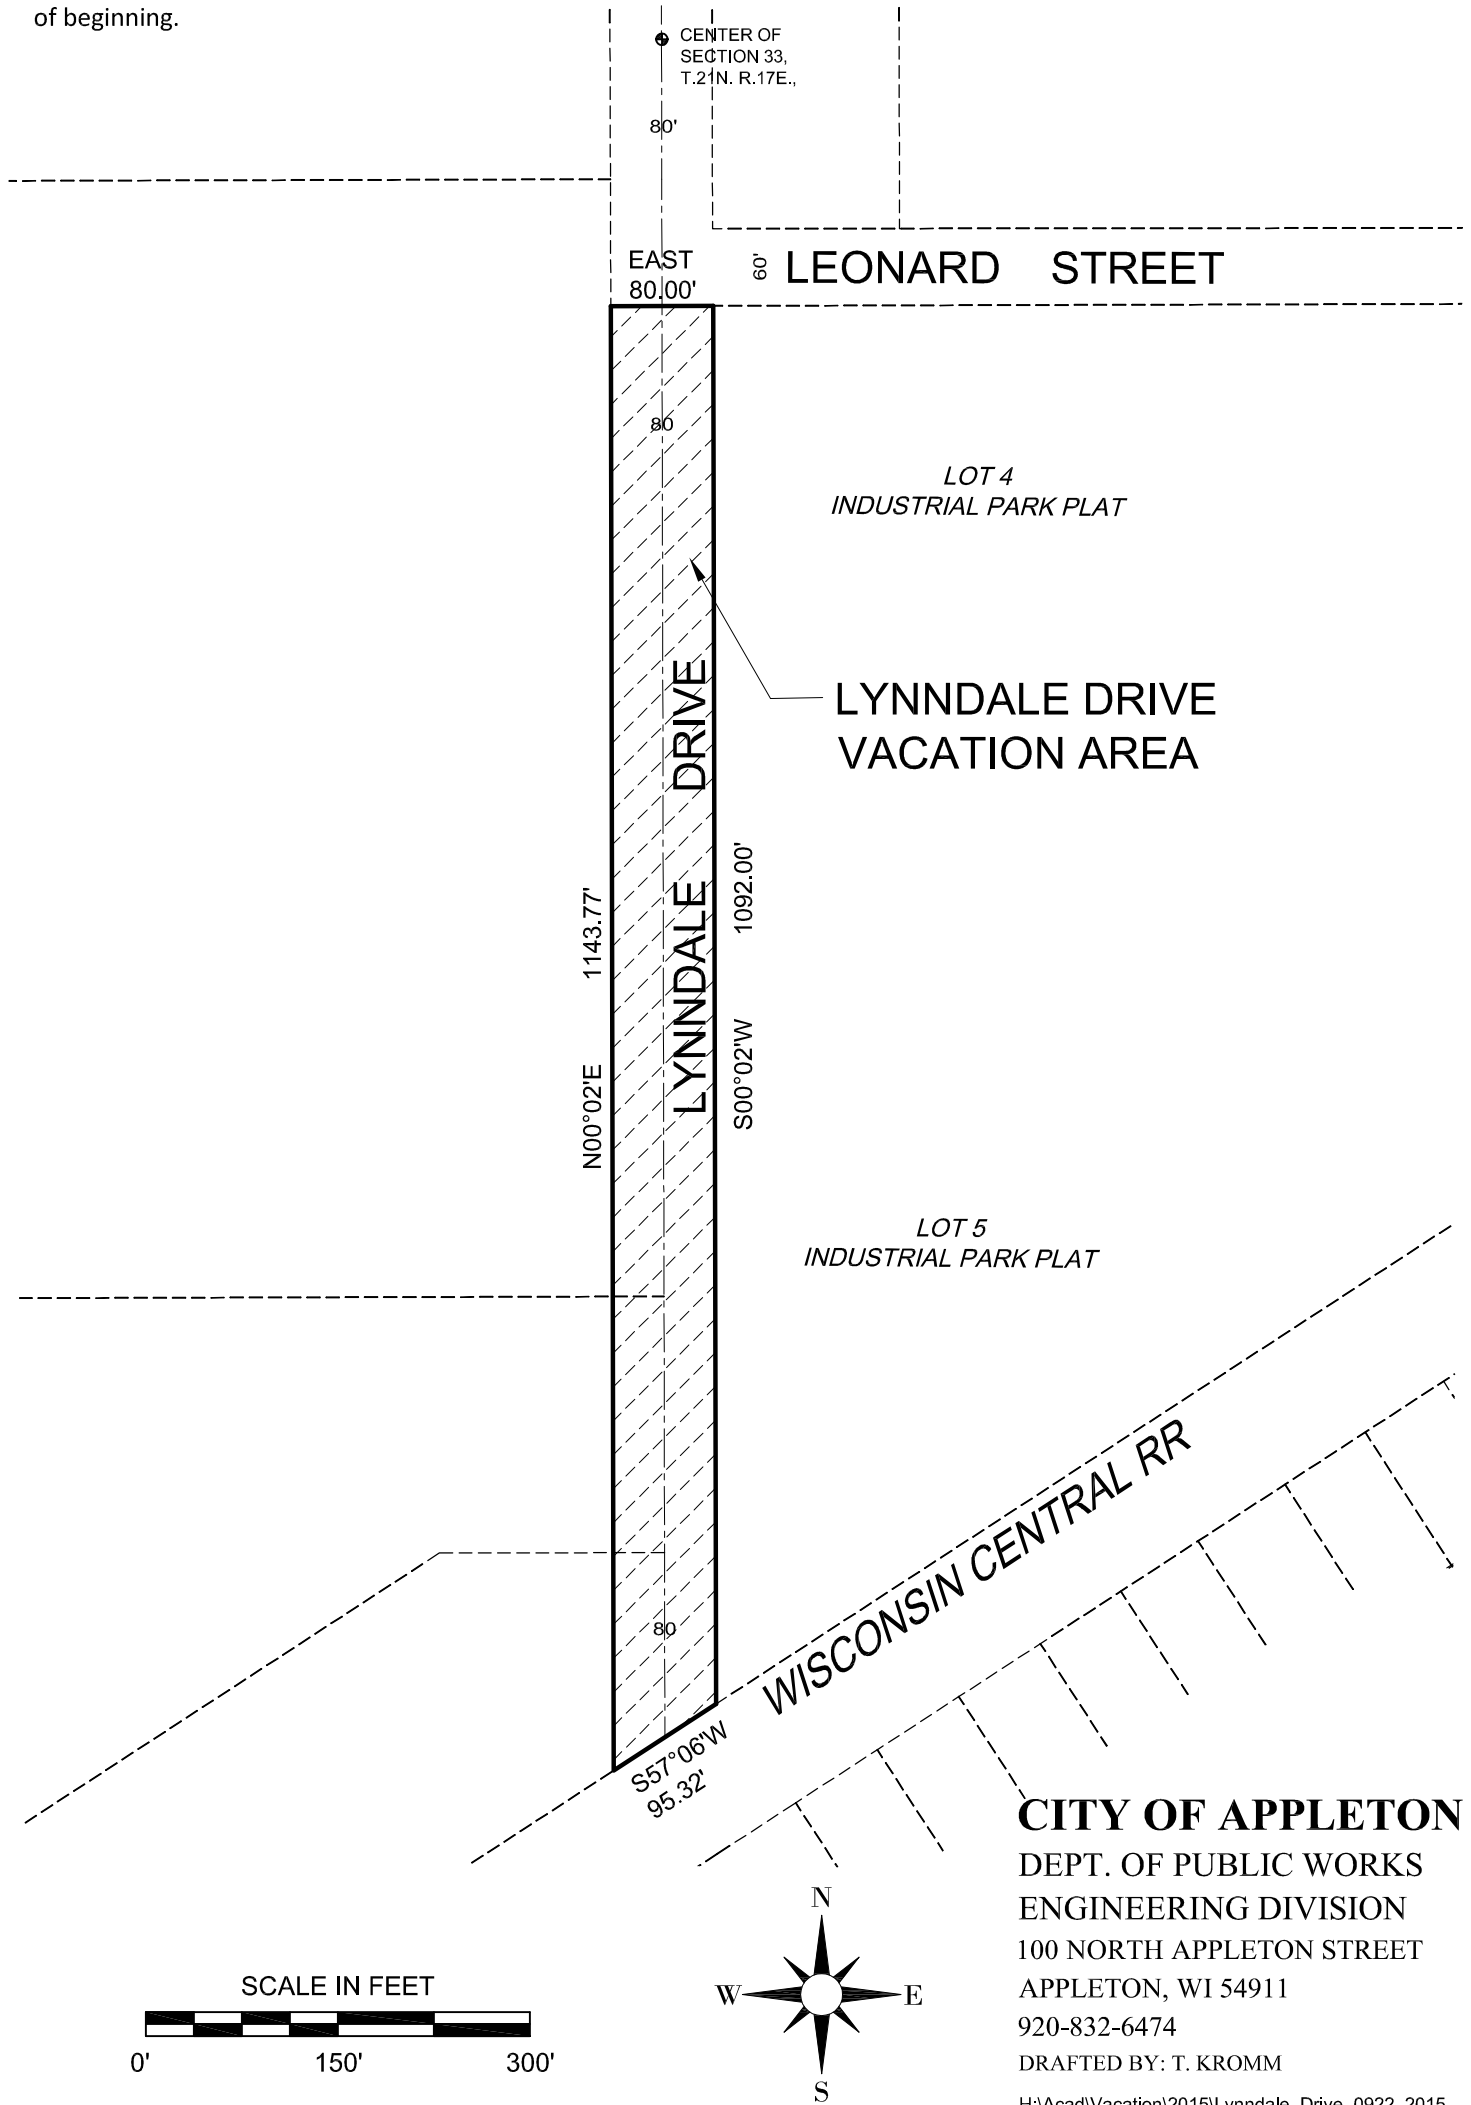 of beginning.
CENTER OF
SECTION 33,
T.21N. R.17E.,
80'
EAST
80.00'
60'
LEONARD STREET
80
LOT 4
INDUSTRIAL PARK PLAT
LYNNDALE DRIVE
VACATION AREA
LYNNDALE DRIVE
N00°02'E 1143.77'
S00°02'W 1092.00'
LOT 5
INDUSTRIAL PARK PLAT
WISCONSIN CENTRAL RR
80
S57°06'W
95.32'
CITY OF APPLETON
DEPT. OF PUBLIC WORKS
ENGINEERING DIVISION
100 NORTH APPLETON STREET
APPLETON, WI 54911
920-832-6474
DRAFTED BY: T. KROMM
H:\Acad\Vacation\2015\Lynndale_Drive_0922_2015
N
W E
S
SCALE IN FEET
0' 150' 300'